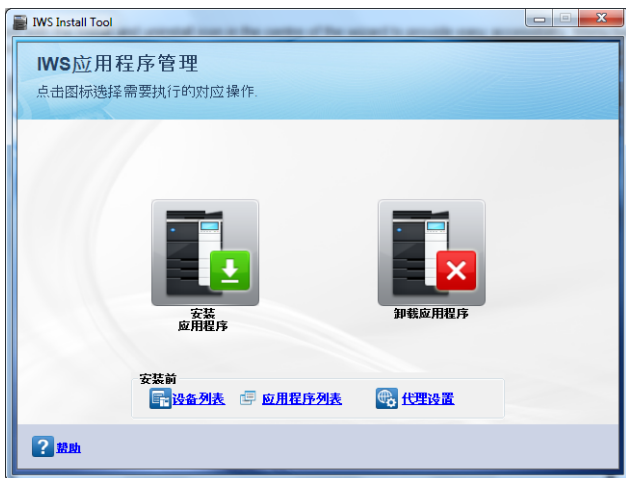 IWS Install Tool
IWS应用程序管理
点击图标选择需要执行的对应操作.
安装
应用程序
卸载应用程序
安装前
设备列表
应用程序列表
代理设置
帮助